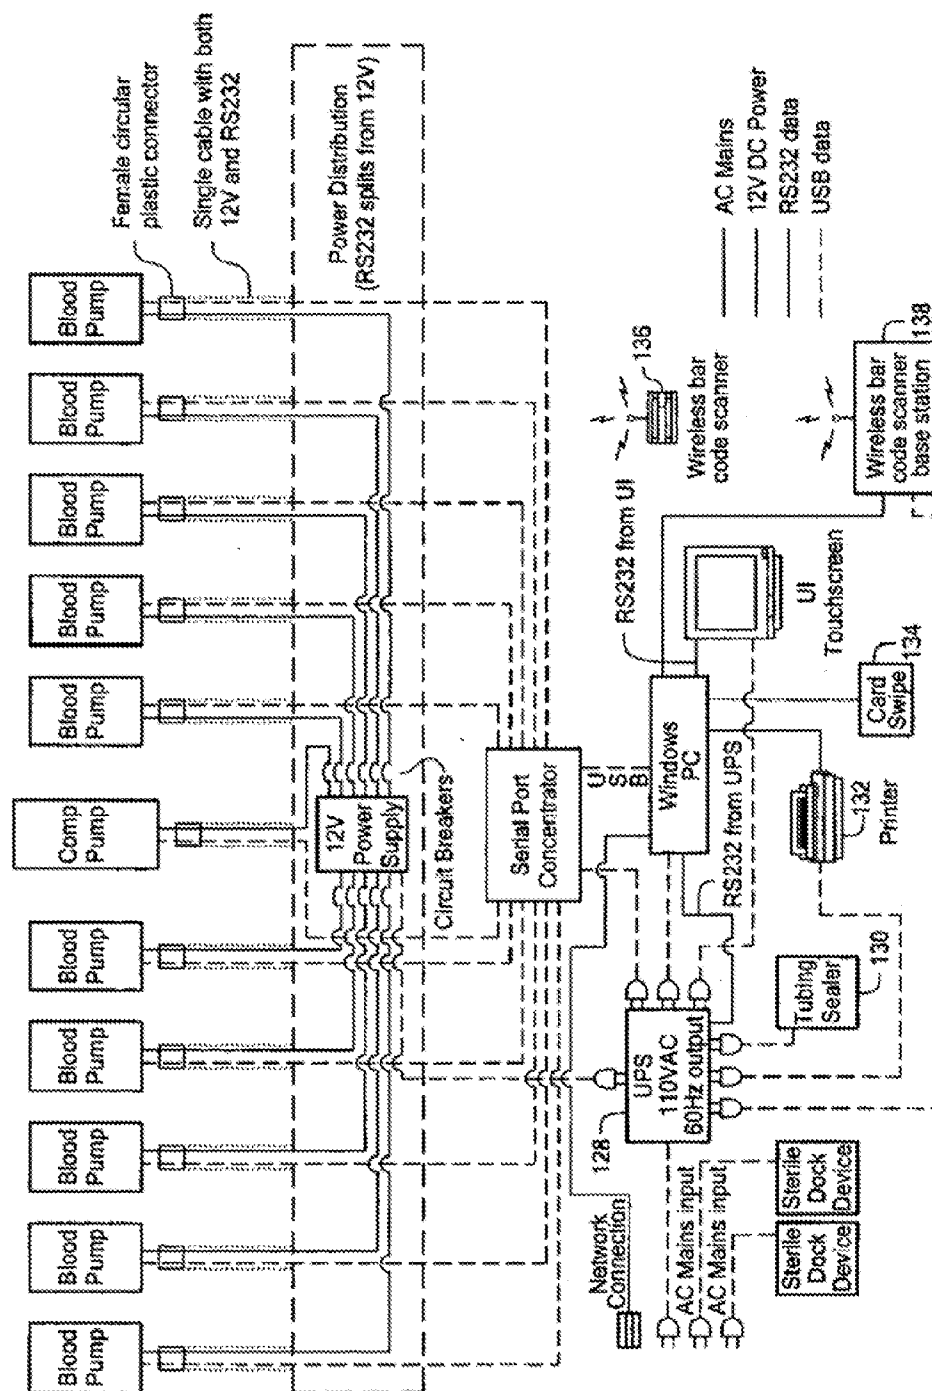 Blood
Pump
Blood
Pump
Blood
Pump
Blood
Pump
Blood
Pump
Comp
Pump
Blood
Pump
Blood
Pump
Blood
Pump
Blood
Pump
Blood
Pump
Female circular
plastic connector
Single cable with both
12V and RS232
Power Distribution
(RS232 splits from 12V)
12V
Power
Supply
Circuit Breakers
Serial Port
Concentrator
USB
Windows
PC
RS232 from UI
RS232 from UPS
UPS
110VAC
60Hz output
128
Network
Connection
AC Mains input
AC Mains input
Sterile
Dock
Device
Sterile
Dock
Device
Tubing
Sealer
130
132
Printer
Card
Swipe
134
UI
Touchscreen
136
Wireless bar
code scanner
138
Wireless bar
code scanner
base station
AC Mains
12V DC Power
RS232 data
USB data